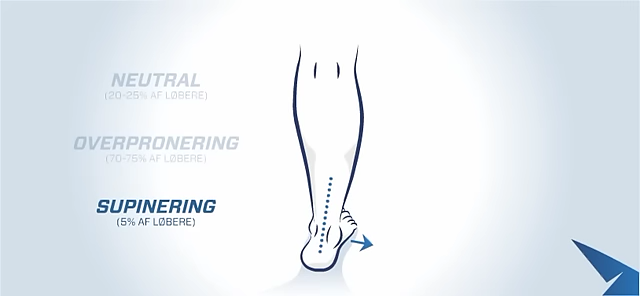 NEUTRAL
(20-25% AF LØBERE)
OVERPRONERING
(70-75% AF LØBERE)
SUPINERING
(5% AF LØBERE)